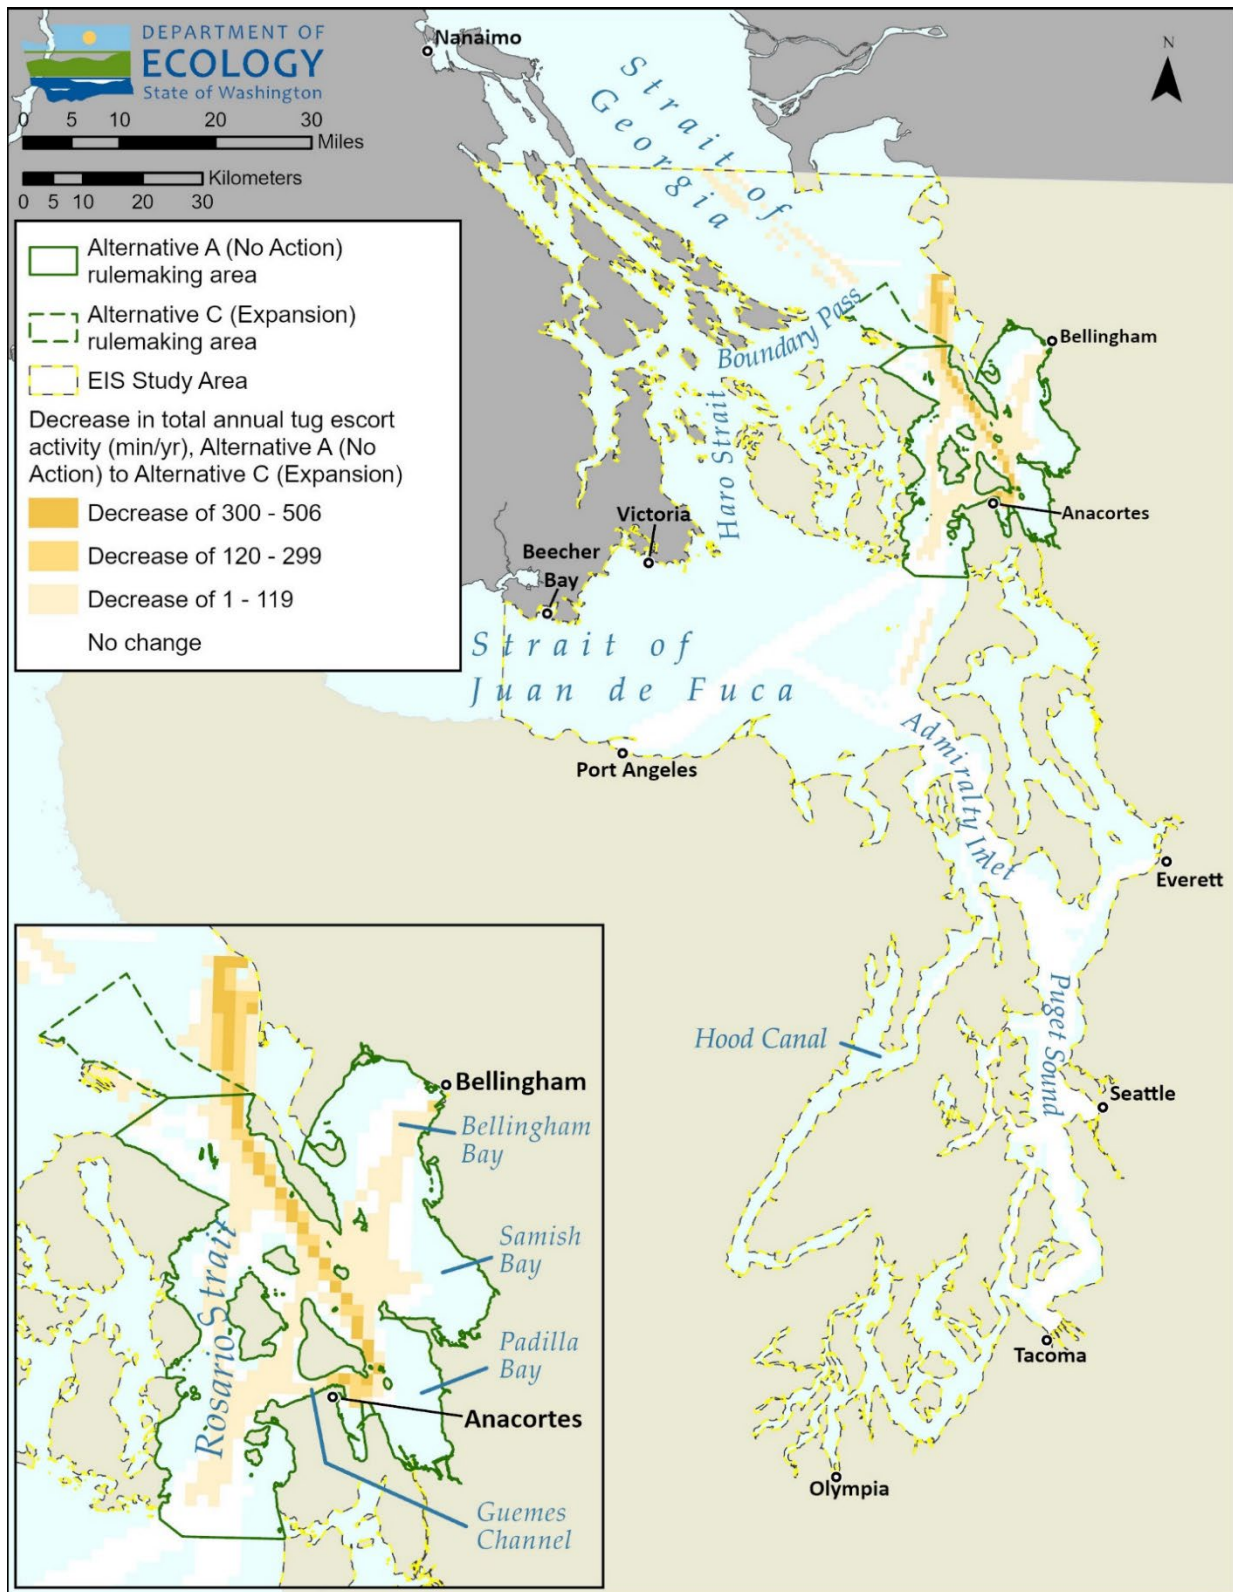 DEPARTMENT OF
ECOLOGY
State of Washington
0 5 10 20 30
Miles
Kilometers
0 5 10 20 30
Alternative A (No Action)
rulemaking area
Alternative C (Expansion)
rulemaking area
EIS Study Area
Decrease in total annual tug escort
activity (min/yr), Alternative A (No
Action) to Alternative C (Expansion)
Decrease of 300 - 506
Decrease of 120 - 299
Decrease of 1 - 119
No change
N
Nanaimo
Strait of
Georgia
Boundary Pass
Haro Strait
Bellingham
Anacortes
Victoria
Beecher
Bay
Strait of
Juan de Fuca
Port Angeles
Admiralty Inlet
Everett
Hood Canal
Puget Sound
Seattle
Tacoma
Olympia
Bellingham
Bellingham
Bay
Samish
Bay
Rosario Strait
Padilla
Bay
Anacortes
Guemes
Channel